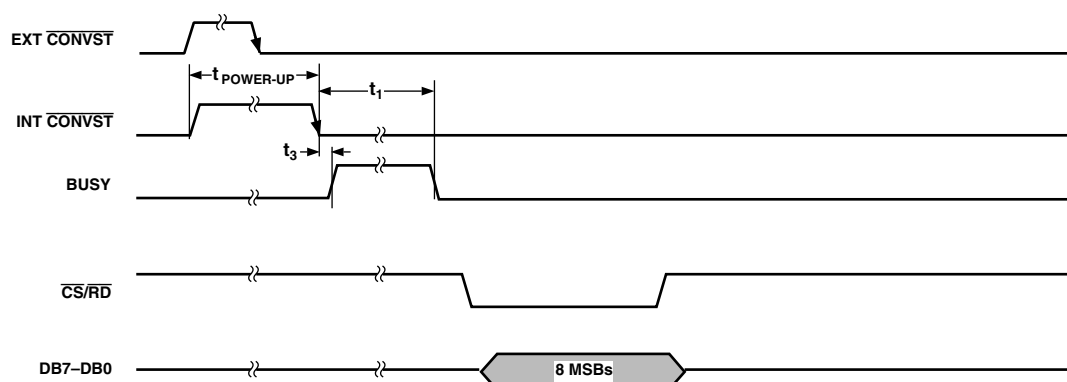 EXT CONVST
t POWER-UP
t1
INT CONVST
t3
BUSY
CS/RD
DB7–DB0
8 MSBs